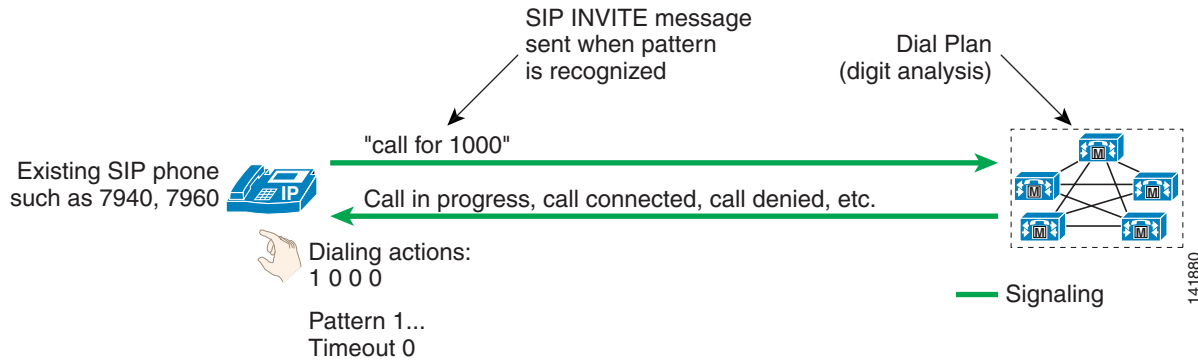 SIP INVITE message
sent when pattern
is recognized
Dial Plan
(digit analysis)
"call for 1000"
Existing SIP phone
such as 7940, 7960
IP
Call in progress, call connected, call denied, etc.
M
M
M
M
M
Dialing actions:
1 0 0 0
Pattern 1...
Timeout 0
Signaling
141880